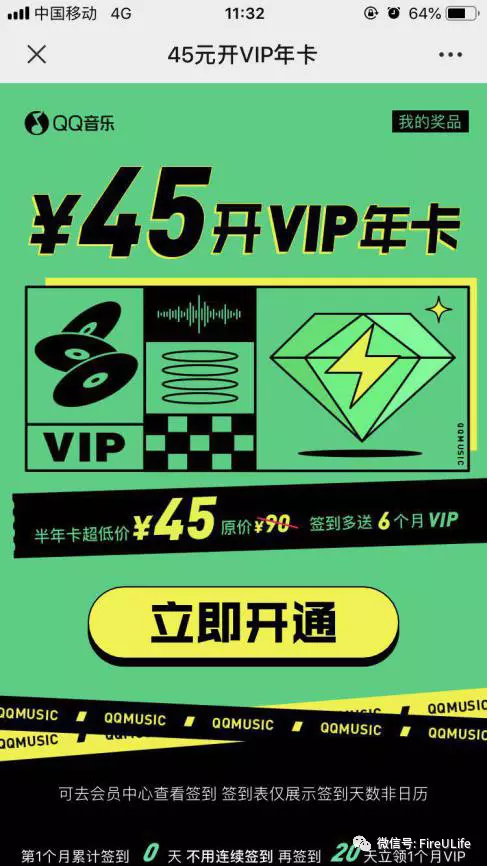 中国移动 4G 11:32 64%
45元开VIP年卡
QQ音乐
我的奖品
¥45开VIP年卡
VIP
QQMUSIC
半年卡超低价¥45 原价¥90 签到多送6个月VIP
立即开通
QQMUSIC QQMUSIC QQMUSIC QQMUSIC QQMUSIC
QQMUSIC
可去会员中心查看签到 签到表仅展示签到天数非日历
微信号: FireULife
第1个月累计签到 0 天 不用连续签到 再签到 20 天立领1个月VIP